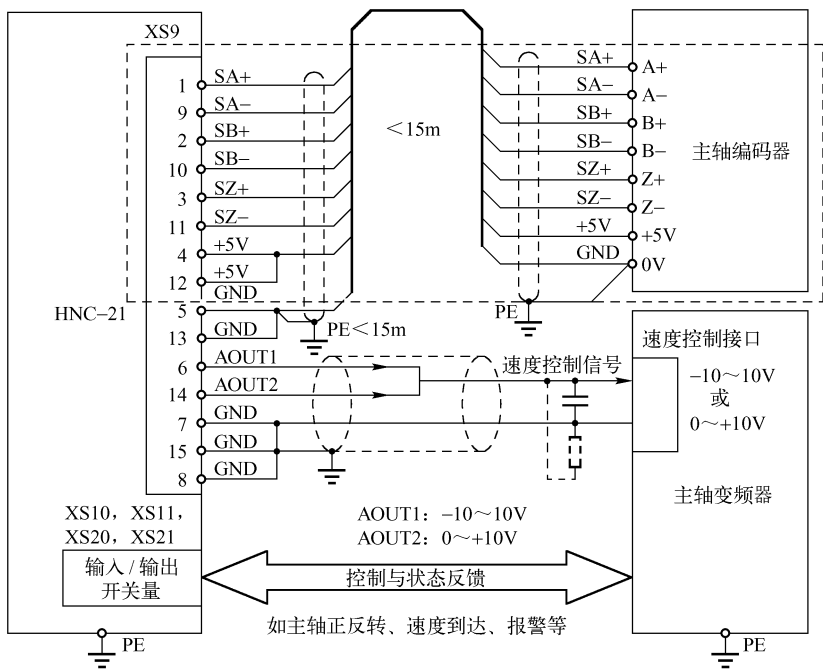 XS9
1 SA+
9 SA−
2 SB+
10 SB−
3 SZ+
11 SZ−
4 +5V
12 +5V
GND
5
13 GND
6 AOUT1
14 AOUT2
7 GND
15 GND
8 GND
HNC−21
<15m
PE<15m
SA+ A+
SA− A−
SB+ B+
SB− B−
SZ+ Z+
SZ− Z−
+5V +5V
GND 0V
主轴编码器
PE
速度控制信号
速度控制接口
−10～10V
或
0～+10V
主轴变频器
XS10，XS11，
XS20，XS21
输入/输出
开关量
AOUT1：−10～10V
AOUT2：0～+10V
控制与状态反馈
如主轴正反转、速度到达、报警等
PE
PE